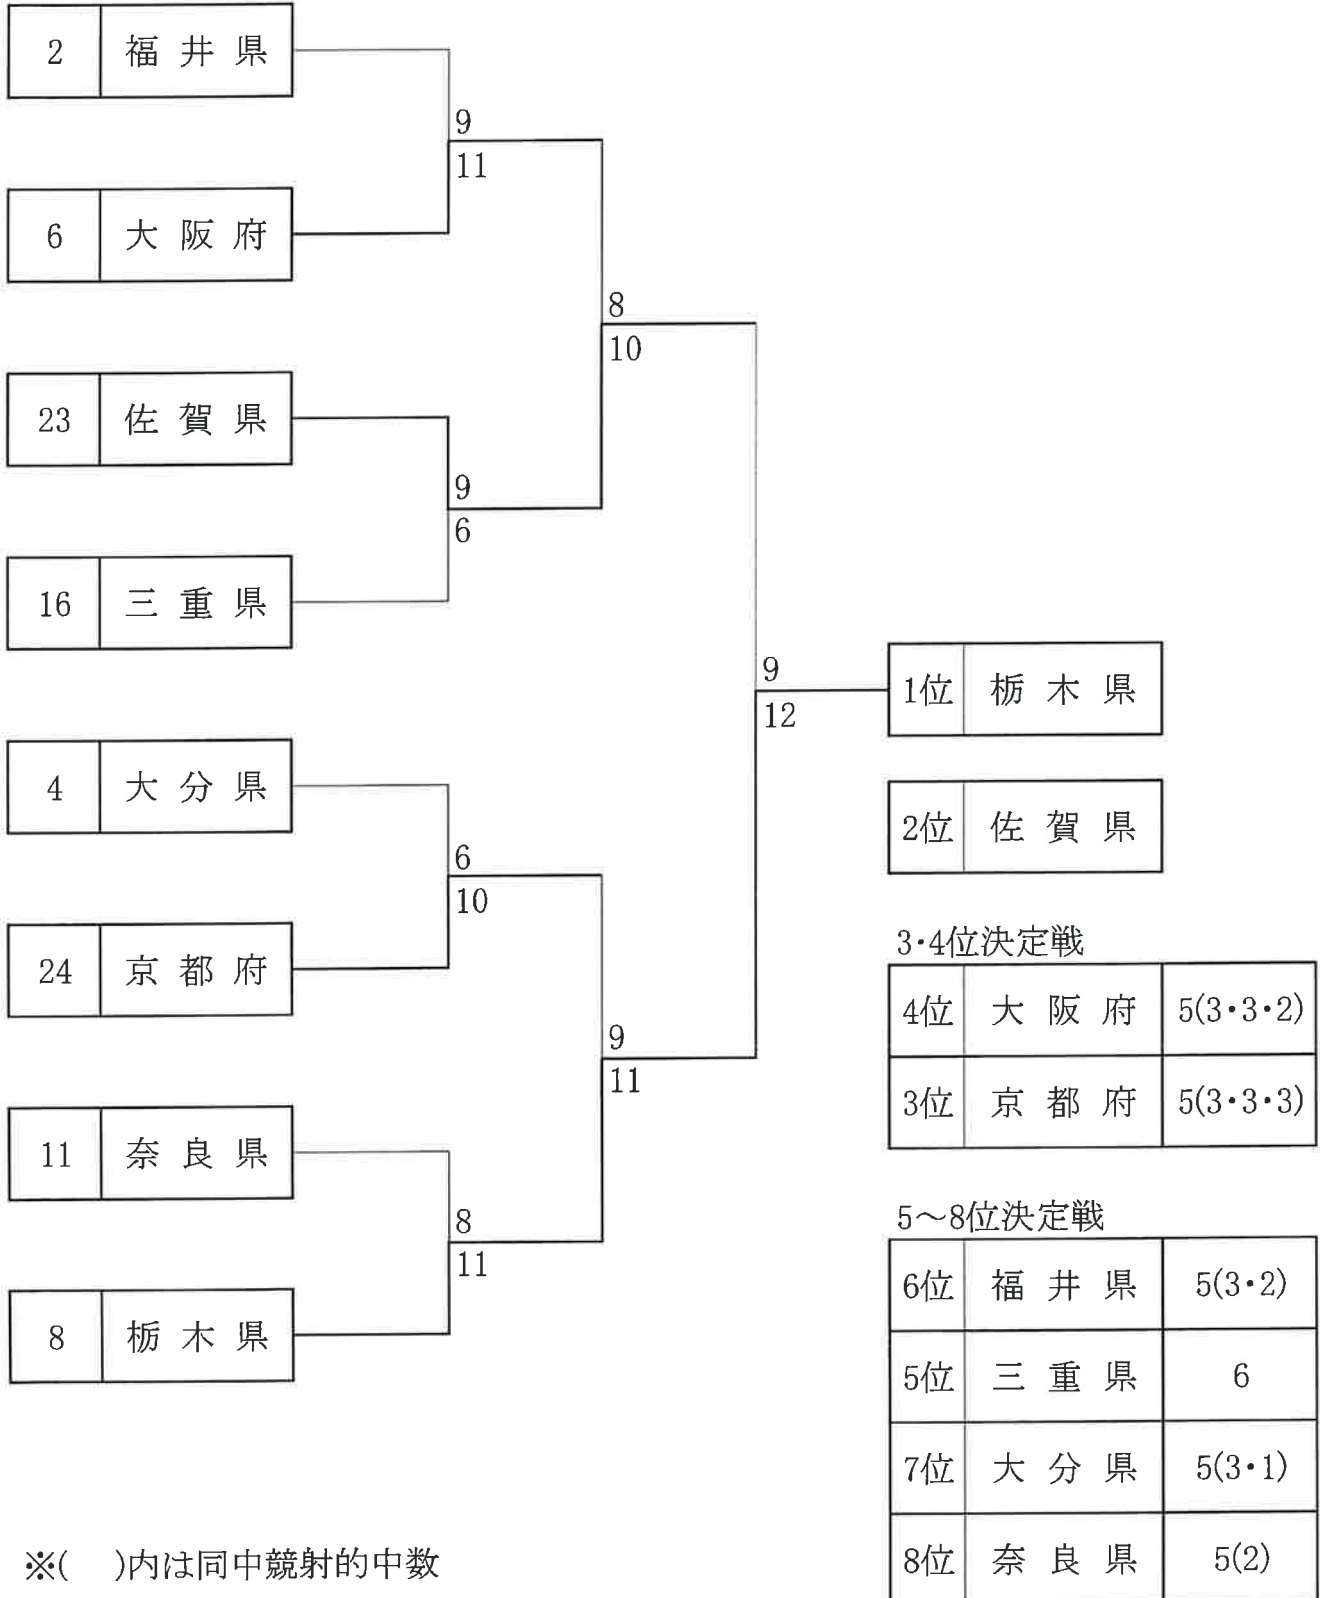 2 福井県
9
11
6 大阪府
8
10
23 佐賀県
9
6
16 三重県
9
12
1位 栃木県
2位 佐賀県
4 大分県
6
10
24 京都府
9
11
11 奈良県
8
11
8 栃木県
3・4位決定戦
4位 大阪府 5(3・3・2)
3位 京都府 5(3・3・3)
5～8位決定戦
6位 福井県 5(3・2)
5位 三重県 6
7位 大分県 5(3・1)
8位 奈良県 5(2)
※( )内は同中競射的中数